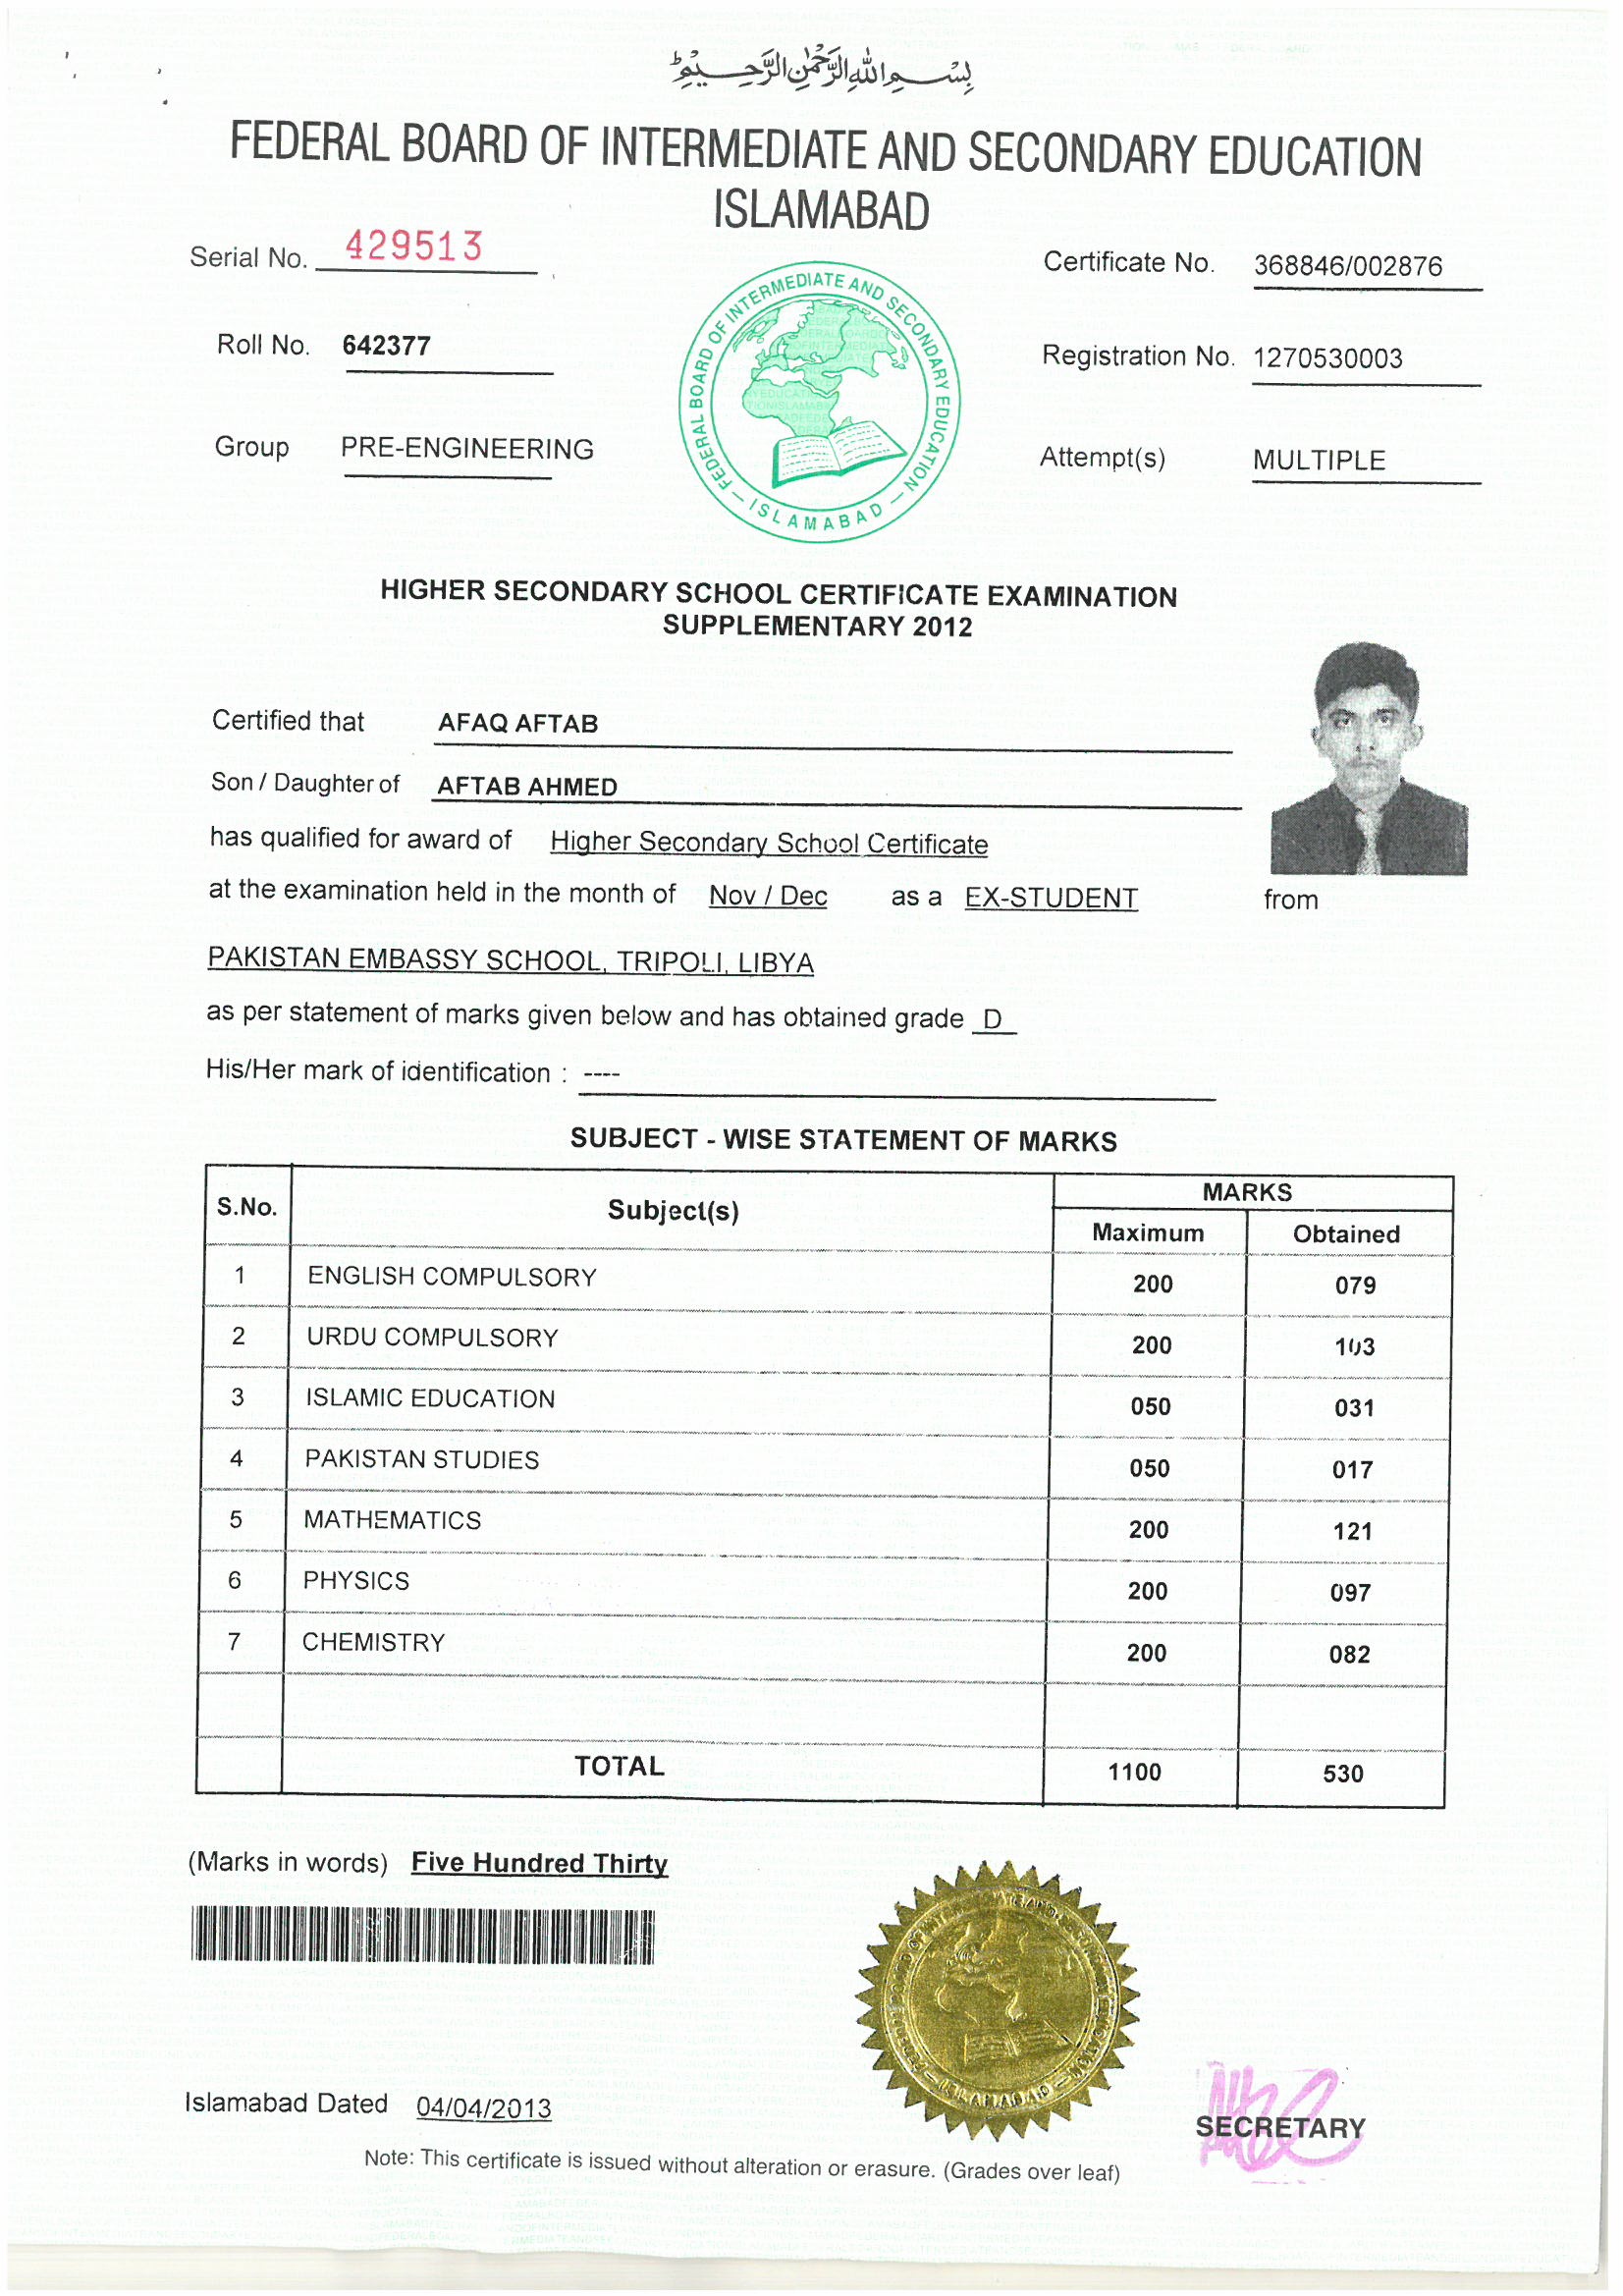 بِسْمِ اللهِ الرَّحْمٰنِ الرَّحِيْمِ
FEDERAL BOARD OF INTERMEDIATE AND SECONDARY EDUCATION
ISLAMABAD
Serial No. 429513
Certificate No. 368846/002876
Roll No. 642377
Registration No. 1270530003
Group PRE-ENGINEERING
Attempt(s) MULTIPLE
FEDERAL BOARD OF INTERMEDIATE AND SECONDARY EDUCATION — ISLAMABAD —
HIGHER SECONDARY SCHOOL CERTIFICATE EXAMINATION
SUPPLEMENTARY 2012
Certified that AFAQ AFTAB
Son / Daughter of AFTAB AHMED
has qualified for award of Higher Secondary School Certificate
at the examination held in the month of Nov / Dec as a EX-STUDENT from
PAKISTAN EMBASSY SCHOOL, TRIPOLI, LIBYA
as per statement of marks given below and has obtained grade D
His/Her mark of identification : ----
SUBJECT - WISE STATEMENT OF MARKS
S.No. Subject(s) MARKS
Maximum Obtained
1 ENGLISH COMPULSORY 200 079
2 URDU COMPULSORY 200 103
3 ISLAMIC EDUCATION 050 031
4 PAKISTAN STUDIES 050 017
5 MATHEMATICS 200 121
6 PHYSICS 200 097
7 CHEMISTRY 200 082
TOTAL 1100 530
(Marks in words) Five Hundred Thirty
Islamabad Dated 04/04/2013
SECRETARY
Note: This certificate is issued without alteration or erasure. (Grades over leaf)